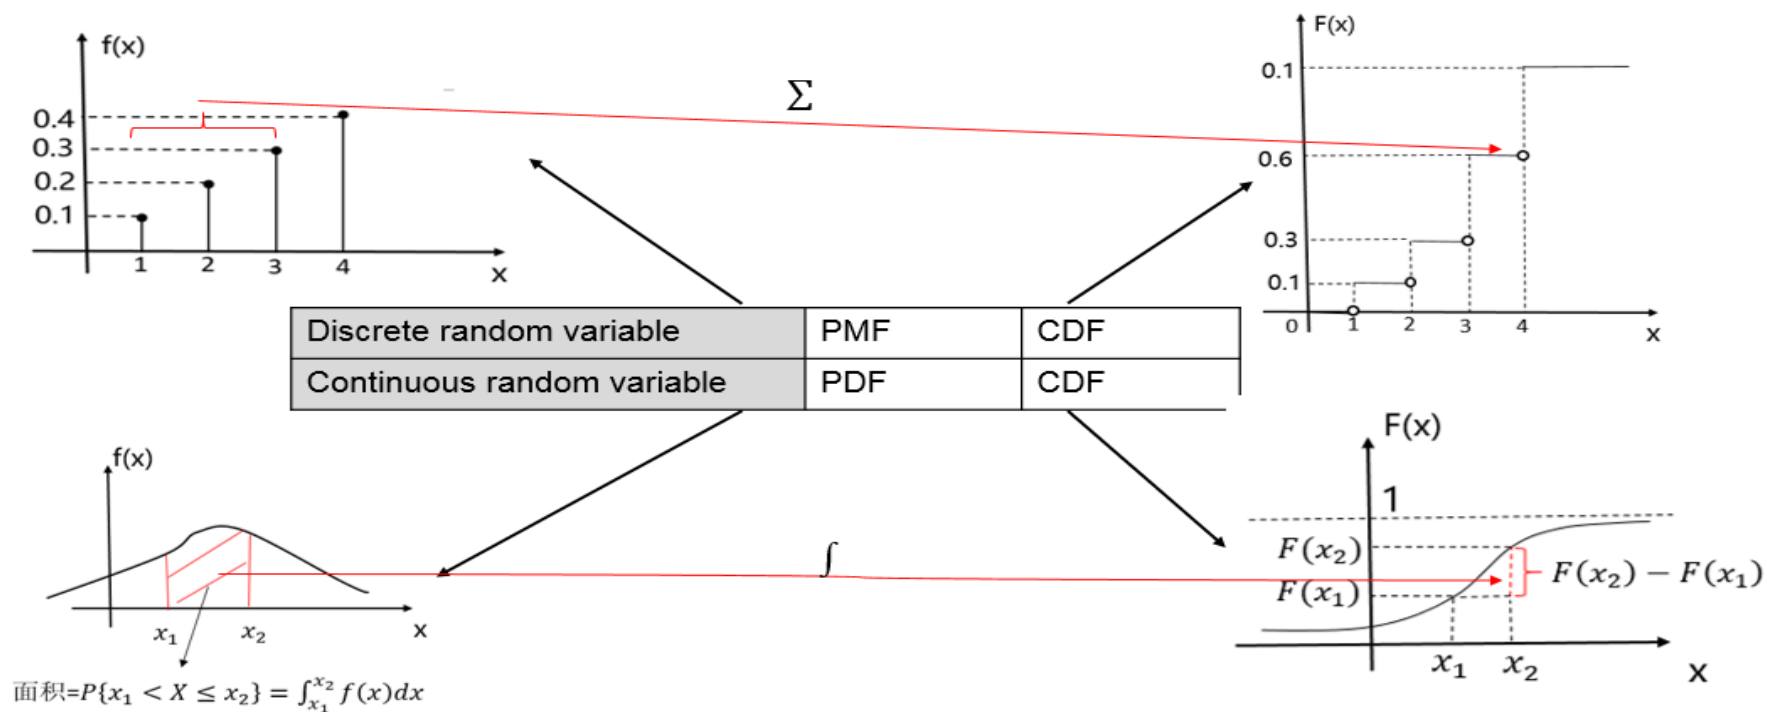 f(x)
0.4
0.3
0.2
0.1
1 2 3 4
x
Σ
F(x)
0.1
0.6
0.3
0.1
0 1 2 3 4
x
Discrete random variable PMF CDF
Continuous random variable PDF CDF
f(x)
x₁ x₂
x
面积=P{x₁ < X ≤ x₂} = ∫_{x₁}^{x₂} f(x)dx
∫
F(x)
1
F(x₂)
F(x₁)
F(x₂) − F(x₁)
x₁ x₂
x